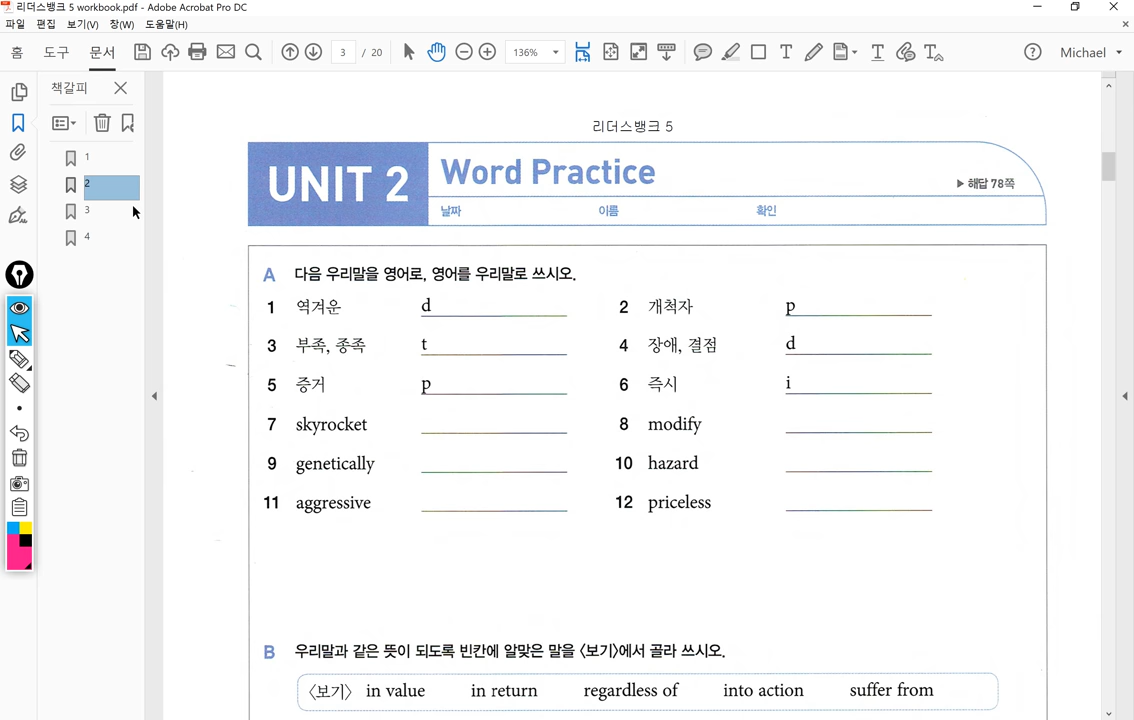 리더스뱅크 5 workbook.pdf - Adobe Acrobat Pro DC
파일 편집 보기(V) 창(W) 도움말(H)
홈 도구 문서 3 / 20 136% Michael
책갈피
1
2
3
4
리더스뱅크 5
UNIT 2 Word Practice
▶ 해답 78쪽
날짜 이름 확인
A 다음 우리말을 영어로, 영어를 우리말로 쓰시오.
1 역겨운 d 2 개척자 p
3 부족, 종족 t 4 장애, 결점 d
5 증거 p 6 즉시 i
7 skyrocket 8 modify
9 genetically 10 hazard
11 aggressive 12 priceless
B 우리말과 같은 뜻이 되도록 빈칸에 알맞은 말을 〈보기〉에서 골라 쓰시오.
〈보기〉 in value in return regardless of into action suffer from